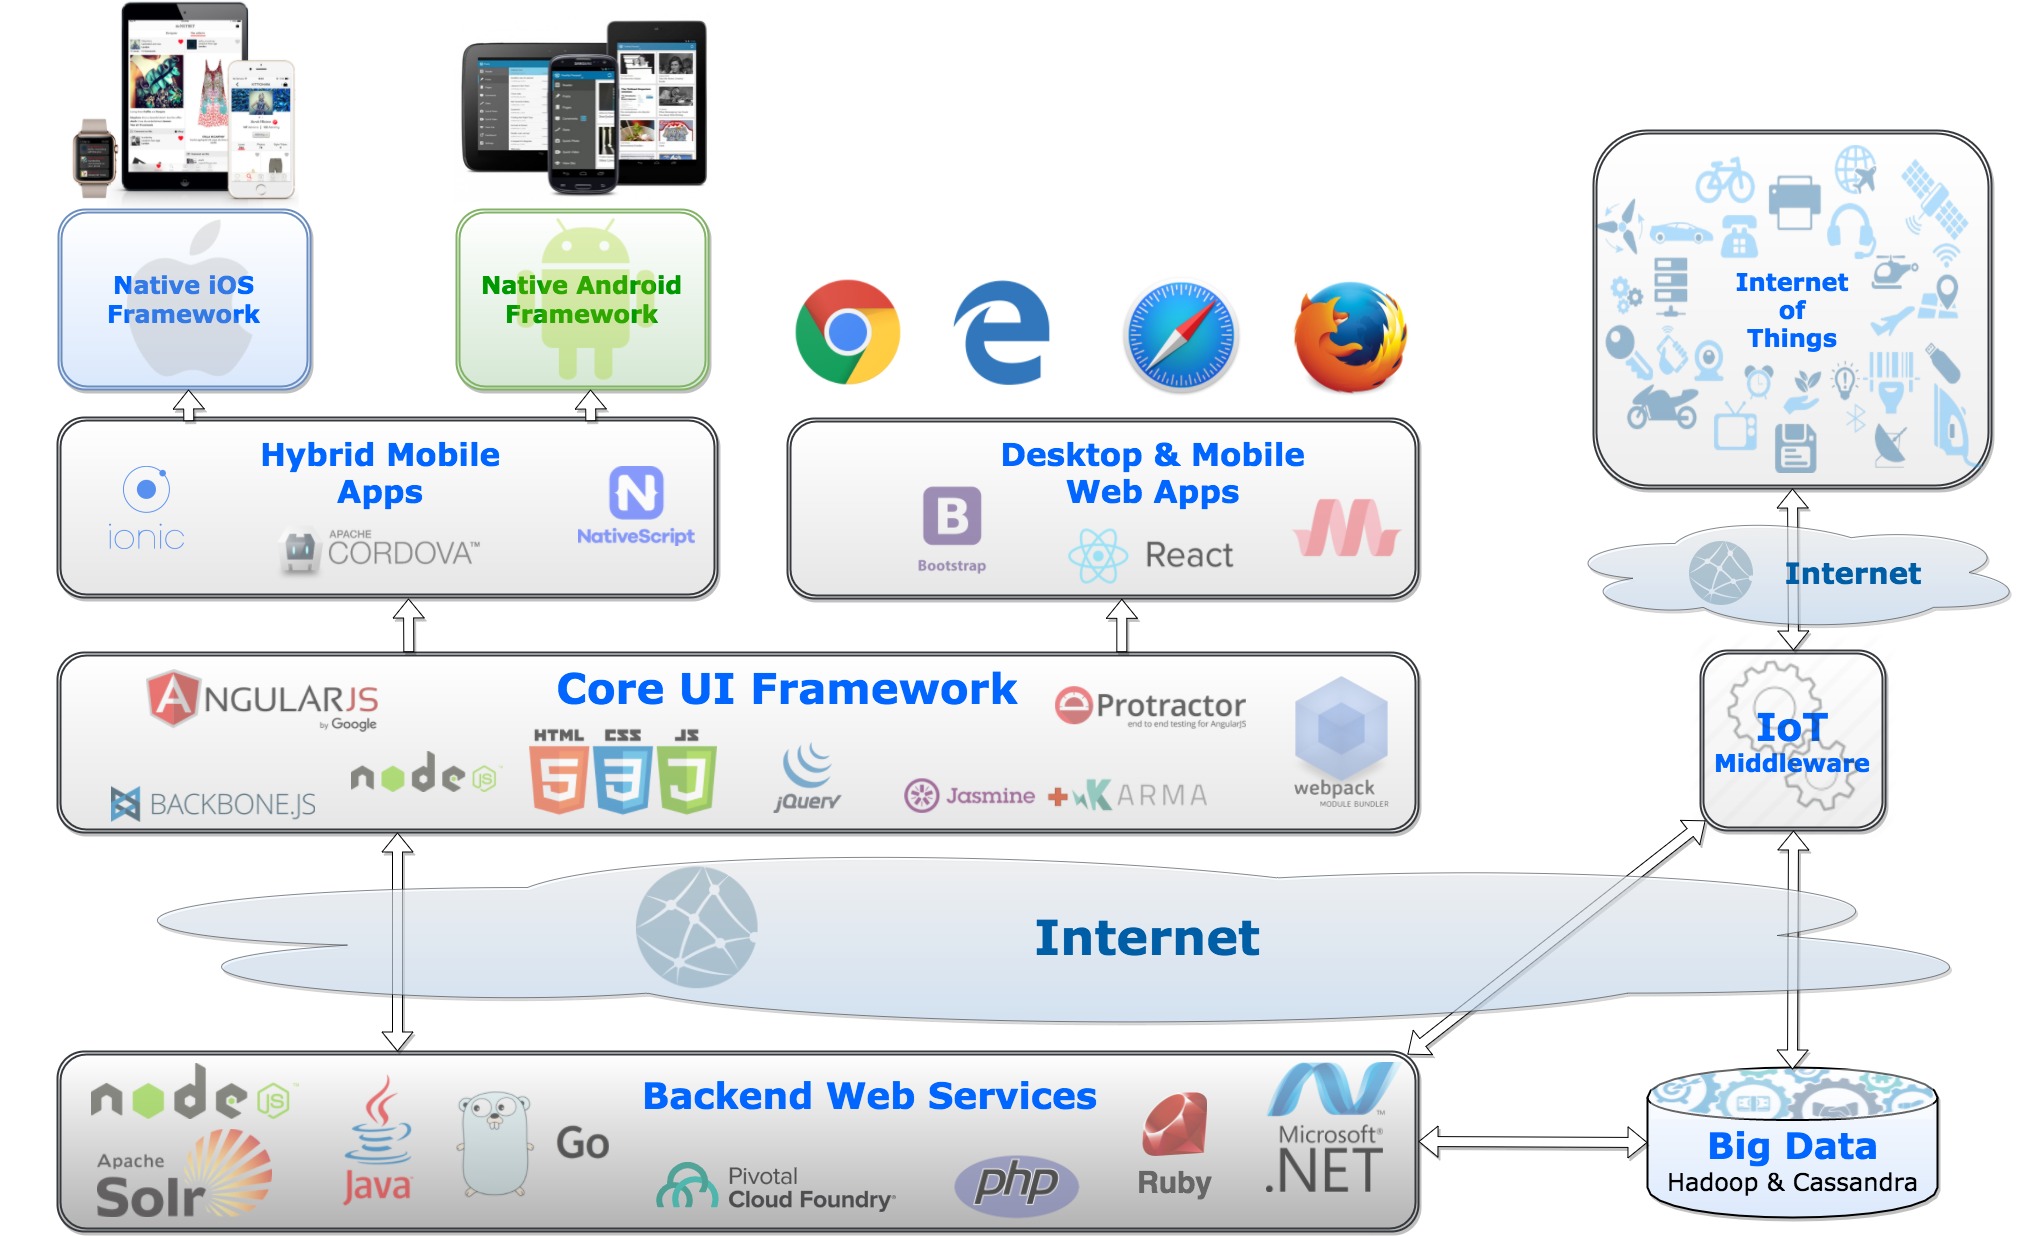 Native iOS
Framework
Native Android
Framework
Internet
of
Things
Hybrid Mobile
Apps
ionic
APACHE
CORDOVA™
N
NativeScript
Desktop & Mobile
Web Apps
B
Bootstrap
React
Internet
Core UI Framework
ANGULARJS
by Google
Protractor
end to end testing for AngularJS
HTML
CSS
JS
5
3
node
JS
jQuery
BACKBONE.JS
Jasmine + KARMA
webpack
MODULE BUNDLER
IoT
Middleware
Internet
Backend Web Services
node
JS™
Apache
Solr
Java
Go
Pivotal
Cloud Foundry
php
Ruby
Microsoft®
.NET
Big Data
Hadoop & Cassandra